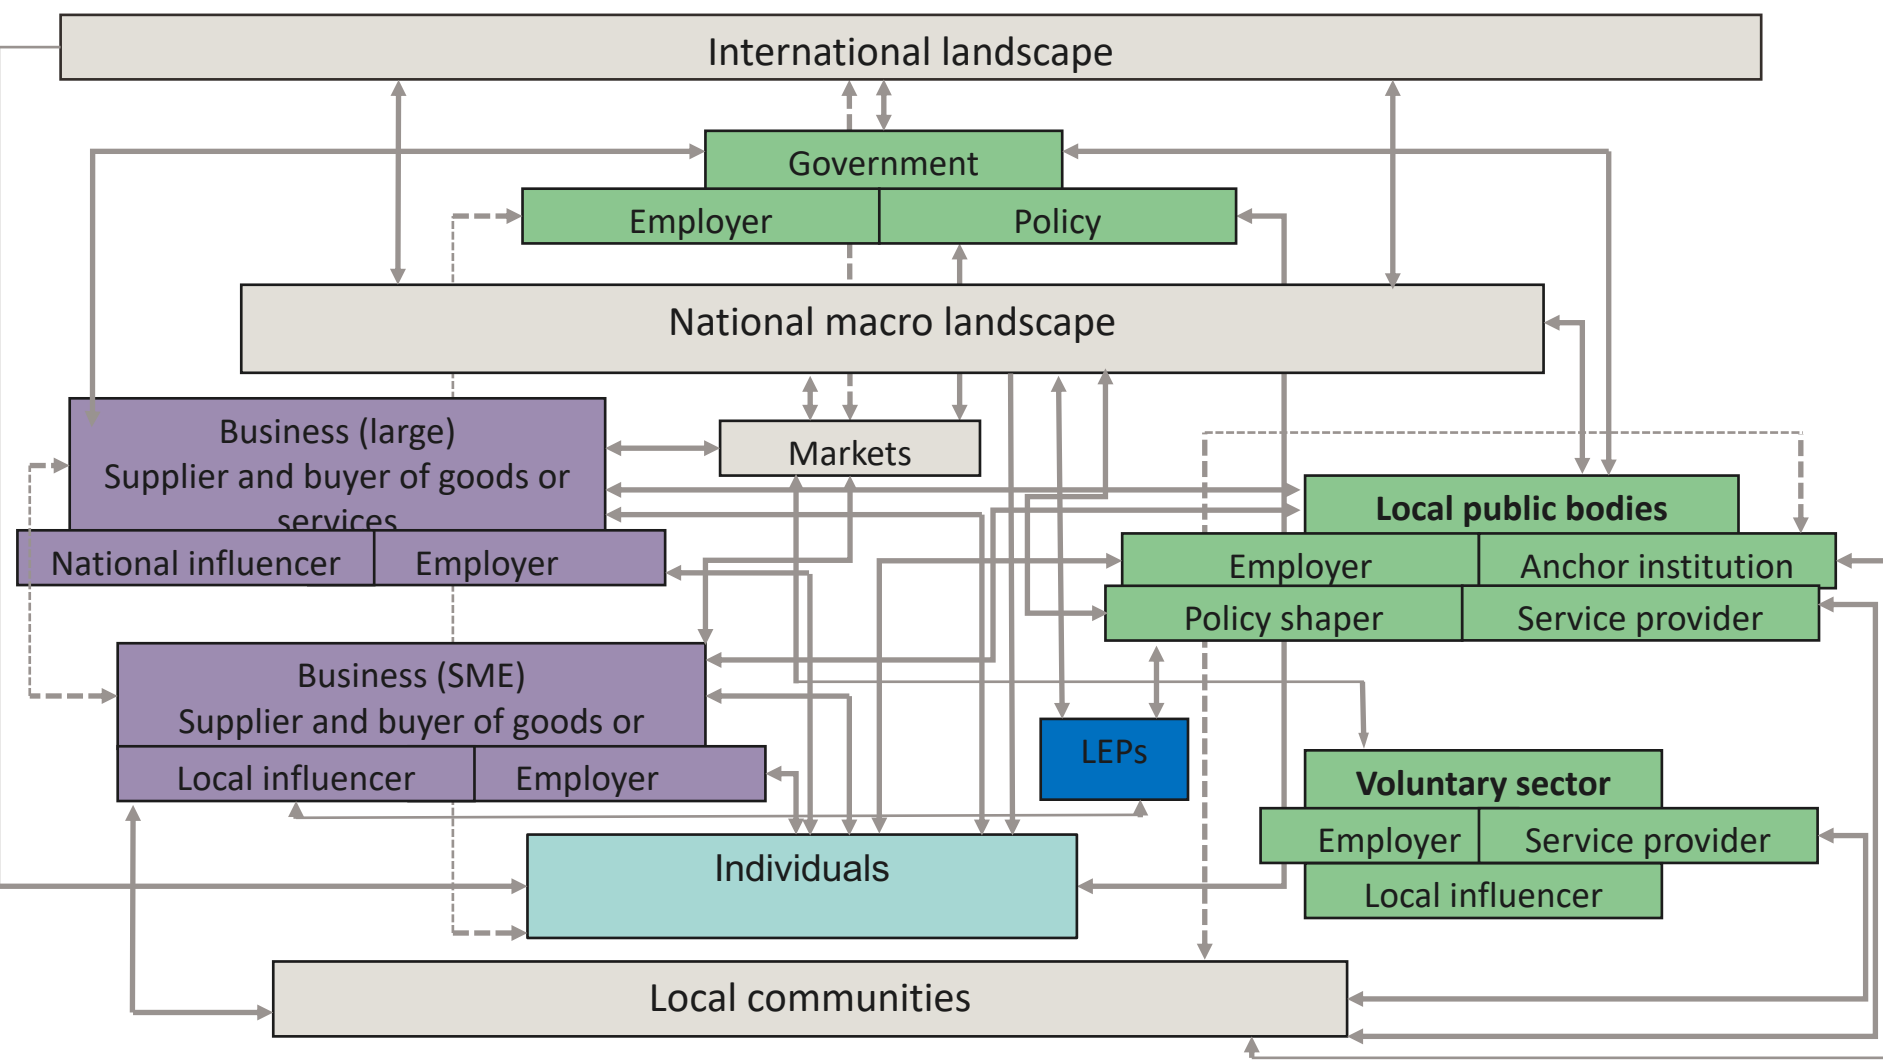 International landscape
Government
Employer
Policy
National macro landscape
Business (large)
Supplier and buyer of goods or
services
National influencer
Employer
Markets
Local public bodies
Employer
Anchor institution
Policy shaper
Service provider
Business (SME)
Supplier and buyer of goods or
Local influencer
Employer
LEPs
Voluntary sector
Employer
Service provider
Local influencer
Individuals
Local communities